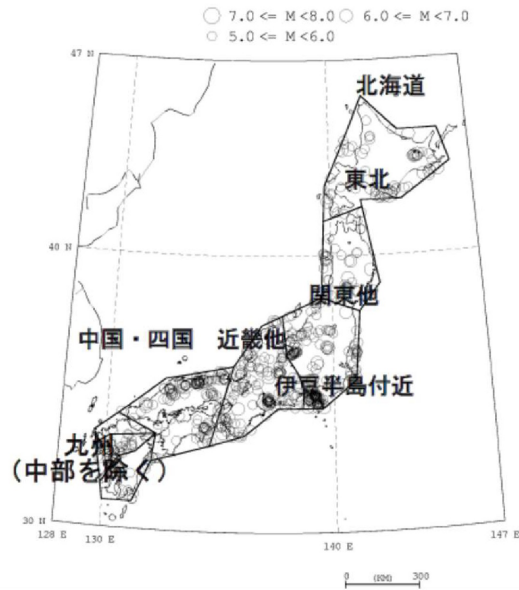 7.0 <= M <8.0 6.0 <= M <7.0
5.0 <= M <6.0
47 N
北海道
東北
40 N
関東他
中国・四国 近畿他
伊豆半島付近
九州
(中部を除く)
30 N
128 E 130 E 140 E 147 E
0 (KM) 300